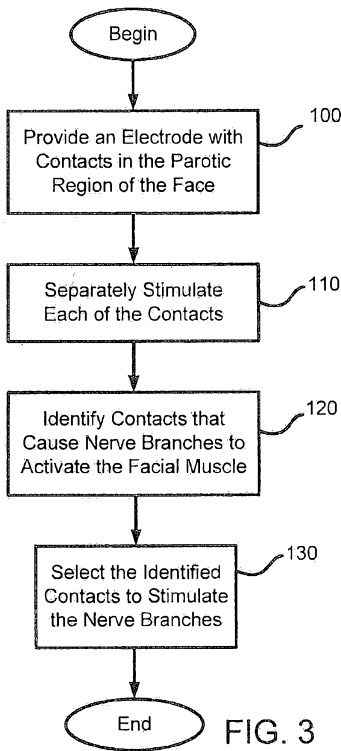 Begin
100
Provide an Electrode with
Contacts in the Parotic
Region of the Face
110
Separately Stimulate
Each of the Contacts
120
Identify Contacts that
Cause Nerve Branches to
Activate the Facial Muscle
130
Select the Identified
Contacts to Stimulate
the Nerve Branches
End
FIG. 3